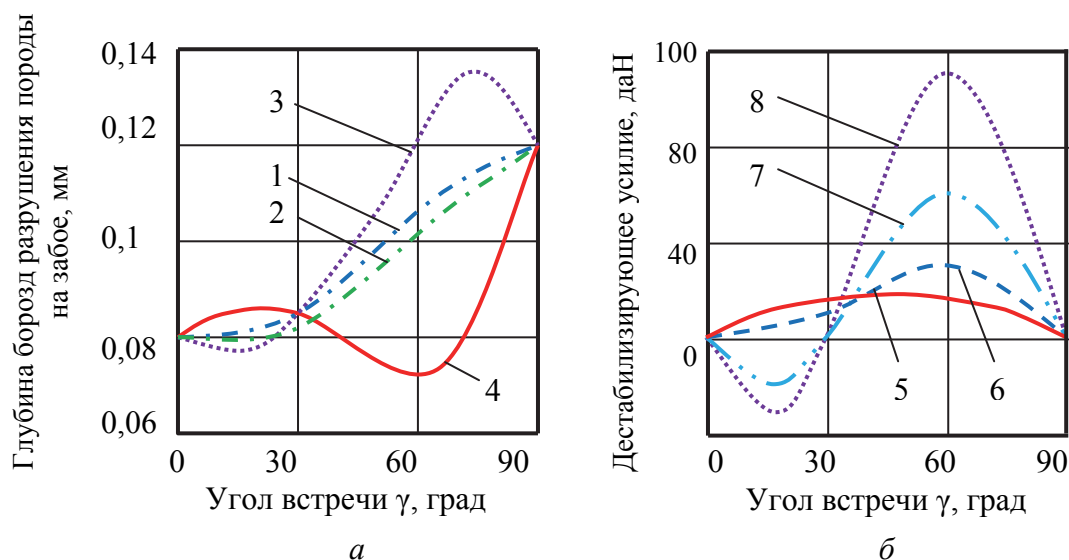 Глубина борозд разрушения породы
на забое, мм
0,14
0,12
0,1
0,08
0,06
3
1
2
4
0 30 60 90
Угол встречи γ, град
а
Дестабилизирующее усилие, даН
100
80
40
0
8
7
5
6
0 30 60 90
Угол встречи γ, град
б